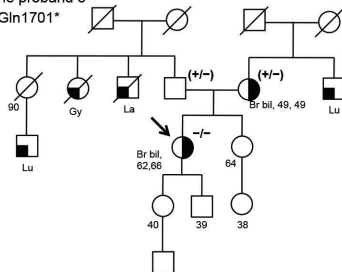 ne proband's
Gln1701*
(+/−) (+/−)
90 Gy La Br bil, 49, 49 Lu
−/−
Lu Br bil, 62,66 64
40 39 38